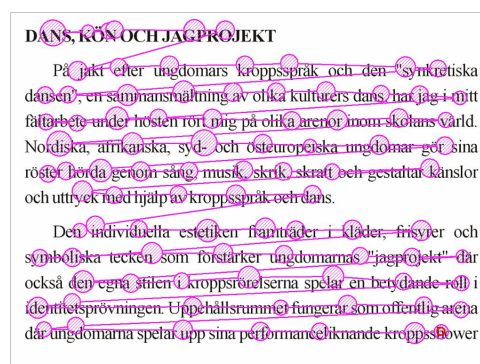 DANS, KÖN OCH JAGPROJEKT
På jakt efter ungdomars kroppsspråk och den "synkretiska
dansen", en sammansmältning av olika kulturers dans, har jag i mitt
fältarbete under hösten rört mig på olika arenor inom skolans värld.
Nordiska, afrikanska, syd- och östeuropeiska ungdomar gör sina
röster hörda genom sång, musik, skrik, skratt och gestaltar känslor
och uttryck med hjälp av kroppsspråk och dans.
Den individuella estetiken framträder i kläder, frisyrer och
symboliska tecken som förstärker ungdomarnas "jagprojekt" där
också den egna stilen i kroppsrörelserna spelar en betydande roll i
identitetsprövningen. Uppehållsrummet fungerar som offentlig arena
där ungdomarna spelar upp sina performanceliknande kroppsshower